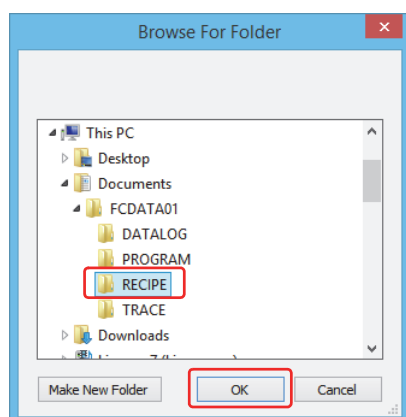 Browse For Folder
This PC
Desktop
Documents
FCDATA01
DATALOG
PROGRAM
RECIPE
TRACE
Downloads
Make New Folder
OK
Cancel